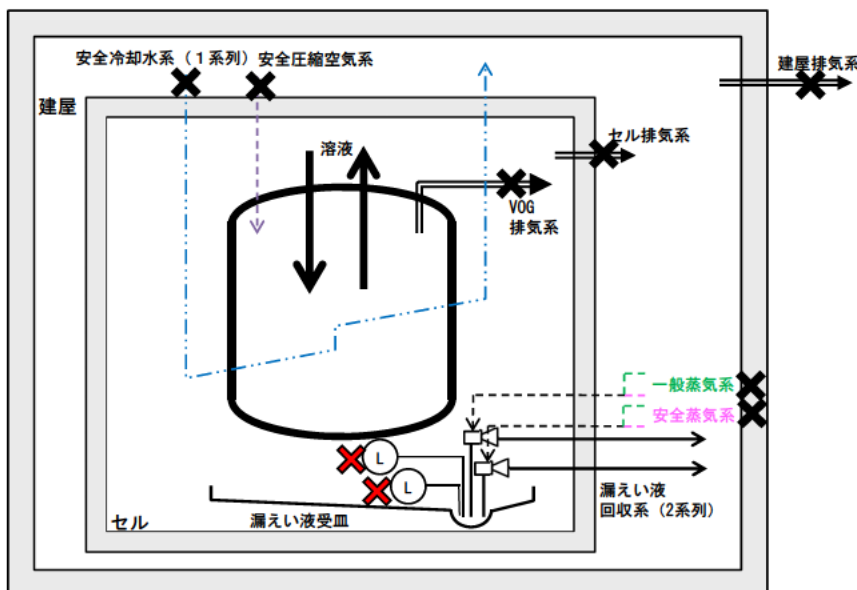 安全冷却水系(1系列)
安全圧縮空気系
建屋排気系
建屋
セル排気系
溶液
VOG
排気系
一般蒸気系
安全蒸気系
L
L
漏えい液
回収系(2系列)
漏えい液受皿
セル